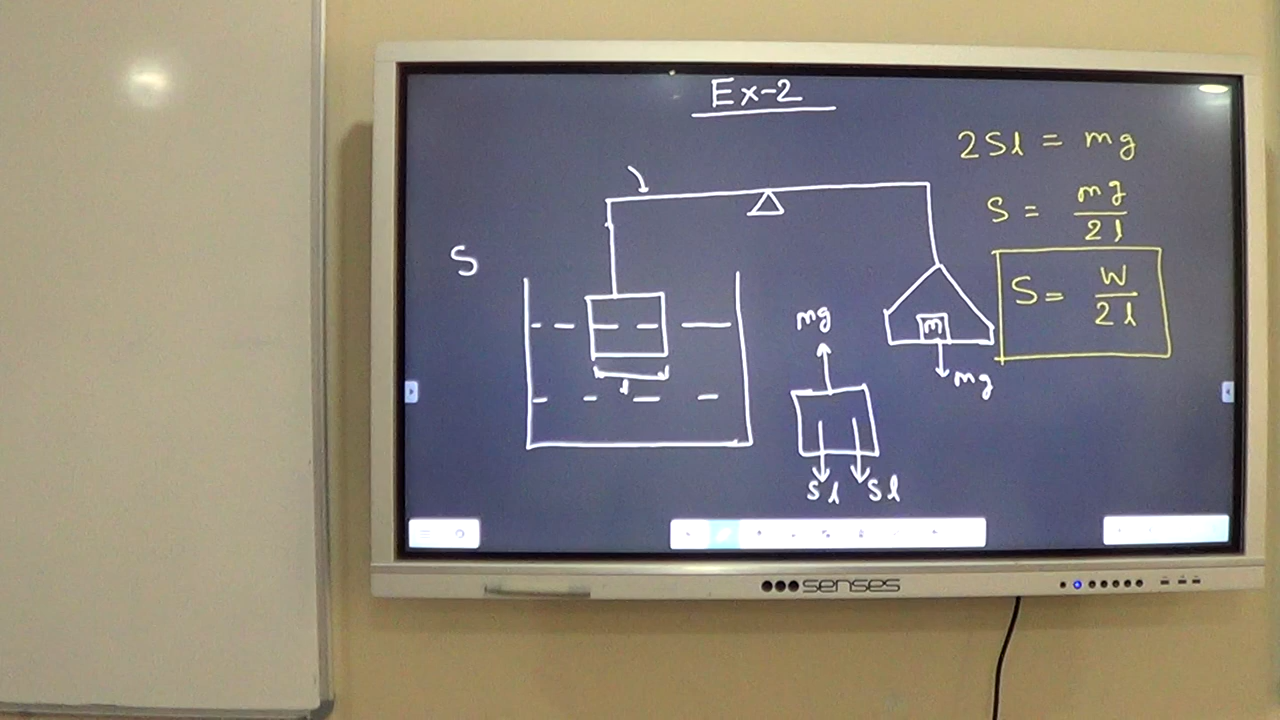 Ex-2
2Sl = mg
S = mg/2l
S = W/2l
S
l
mg
m
mg
Sl Sl
senses